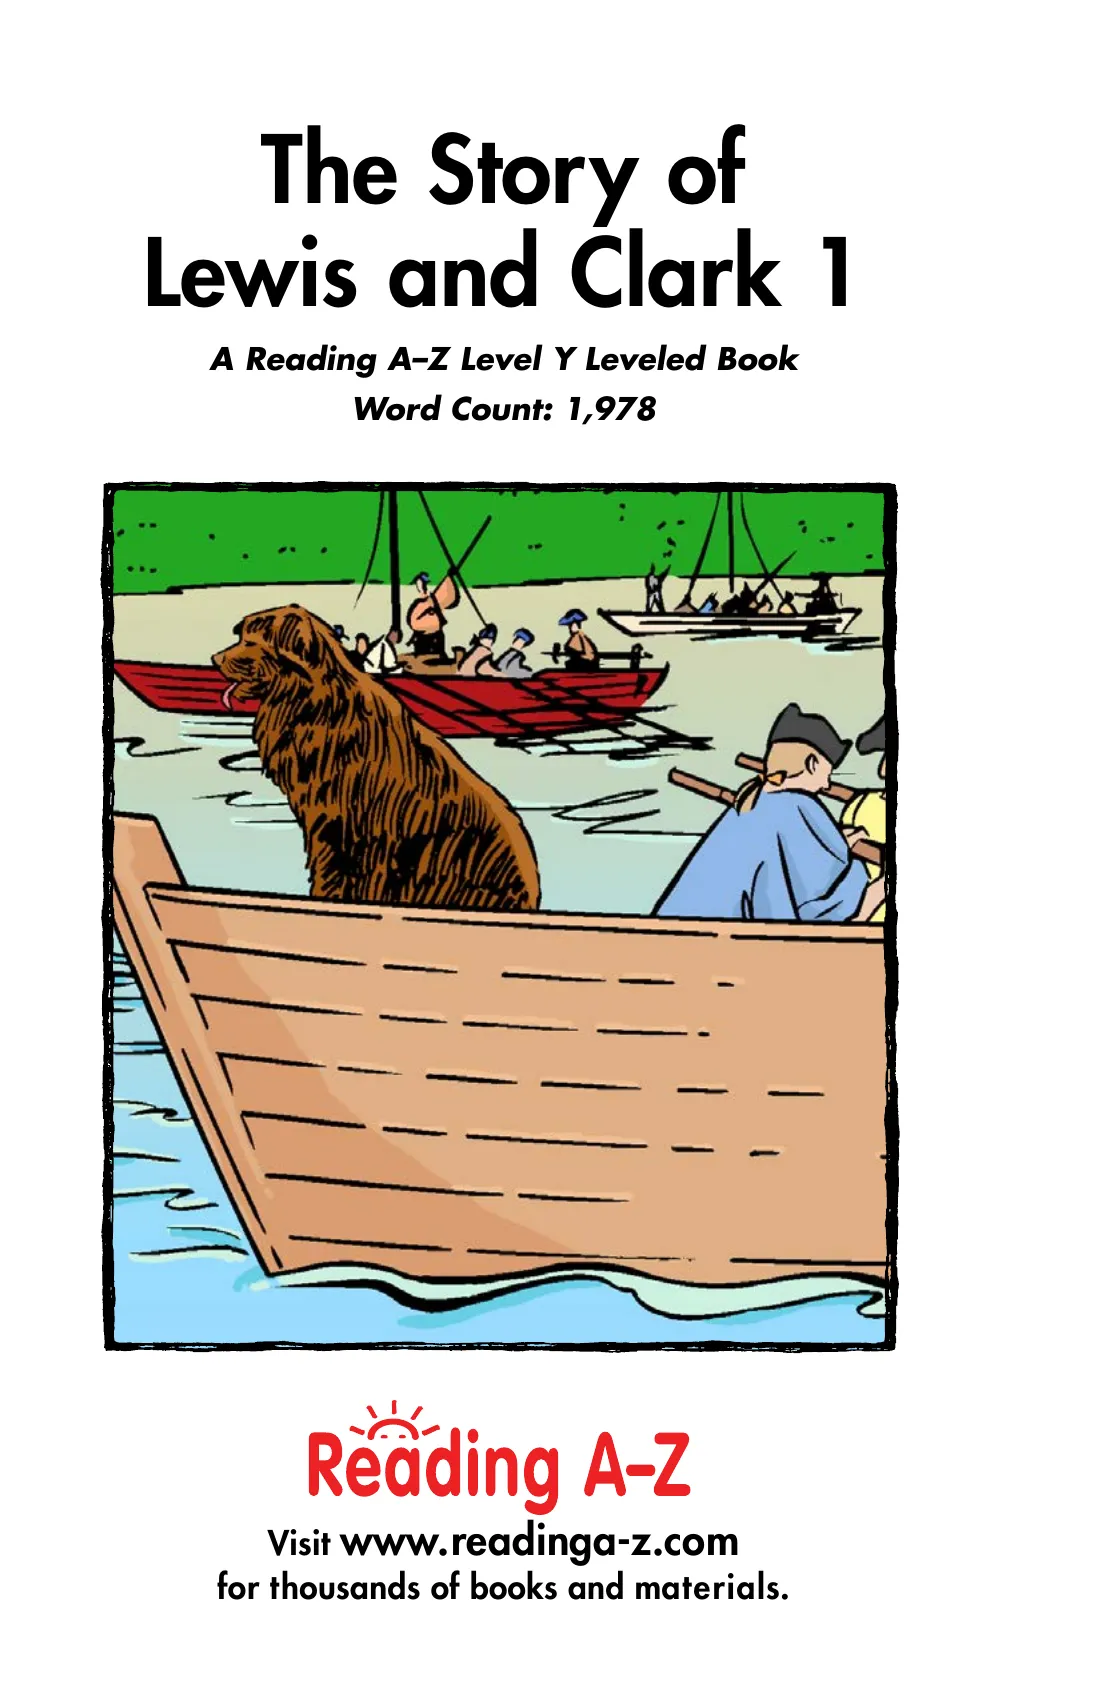 The Story of
Lewis and Clark 1
A Reading A–Z Level Y Leveled Book
Word Count: 1,978
Reading A–Z
Visit www.readinga-z.com
for thousands of books and materials.